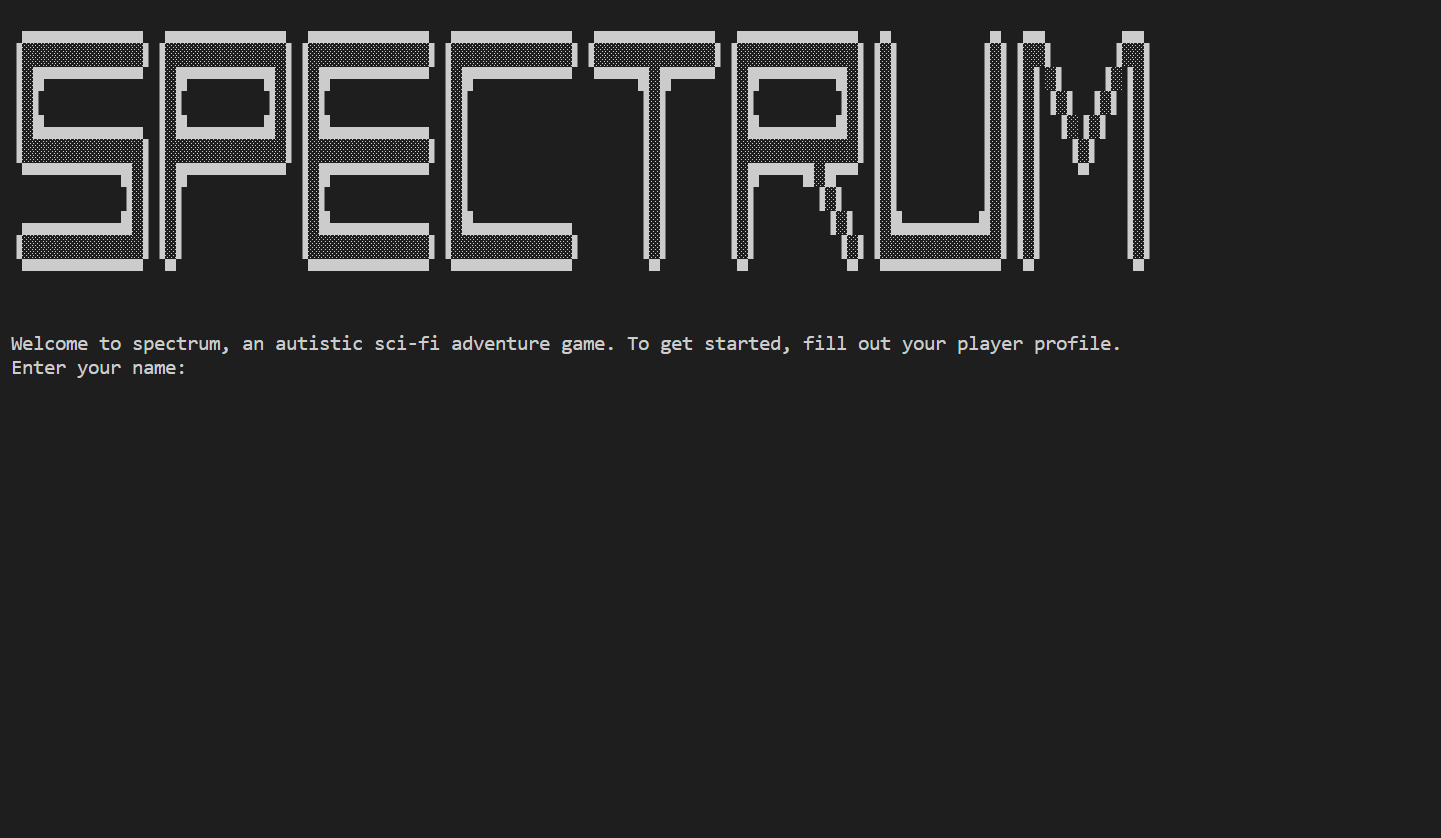 SPECTRUM
Welcome to spectrum, an autistic sci-fi adventure game. To get started, fill out your player profile.
Enter your name: